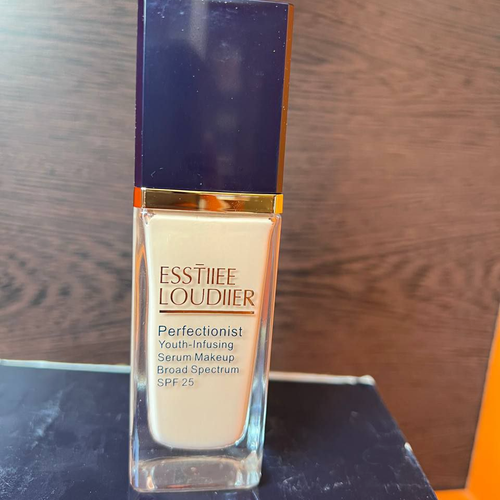 ESSTIIEE
LOUDIIER
Perfectionist
Youth-Infusing
Serum Makeup
Broad Spectrum
SPF 25